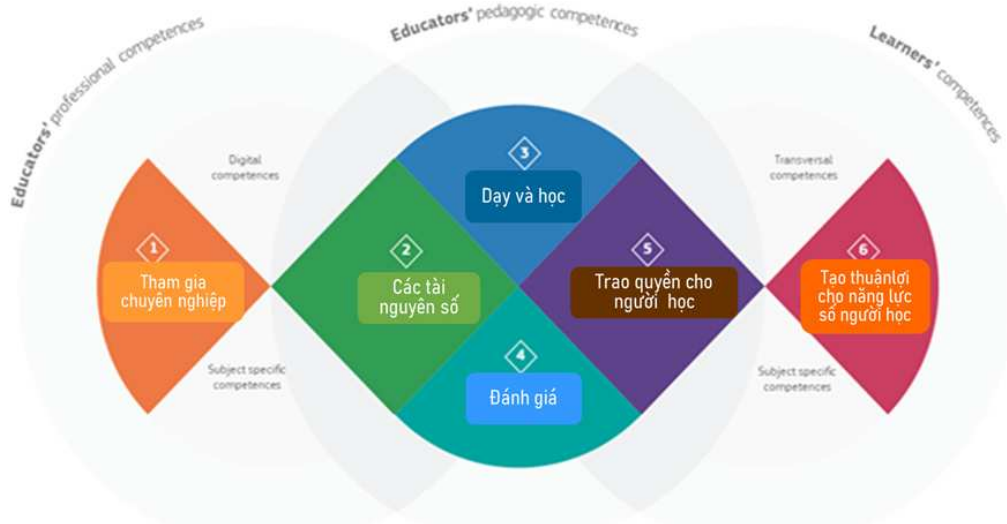 Educators' professional competences
Educators' pedagogic competences
Learners' competences
Digital
competences
Transversal
competences
3
Dạy và học
1
Tham gia
chuyên nghiệp
2
Các tài
nguyên số
5
Trao quyền cho
người học
6
Tạo thuậnlợi
cho năng lực
số người học
4
Đánh giá
Subject specific
competences
Subject specific
competences